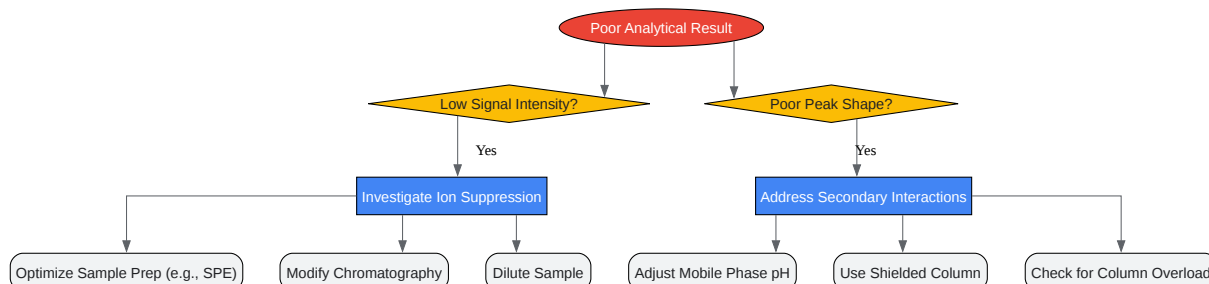 Poor Analytical Result
Low Signal Intensity?
Poor Peak Shape?
Yes
Yes
Investigate Ion Suppression
Address Secondary Interactions
Optimize Sample Prep (e.g., SPE)
Modify Chromatography
Dilute Sample
Adjust Mobile Phase pH
Use Shielded Column
Check for Column Overload